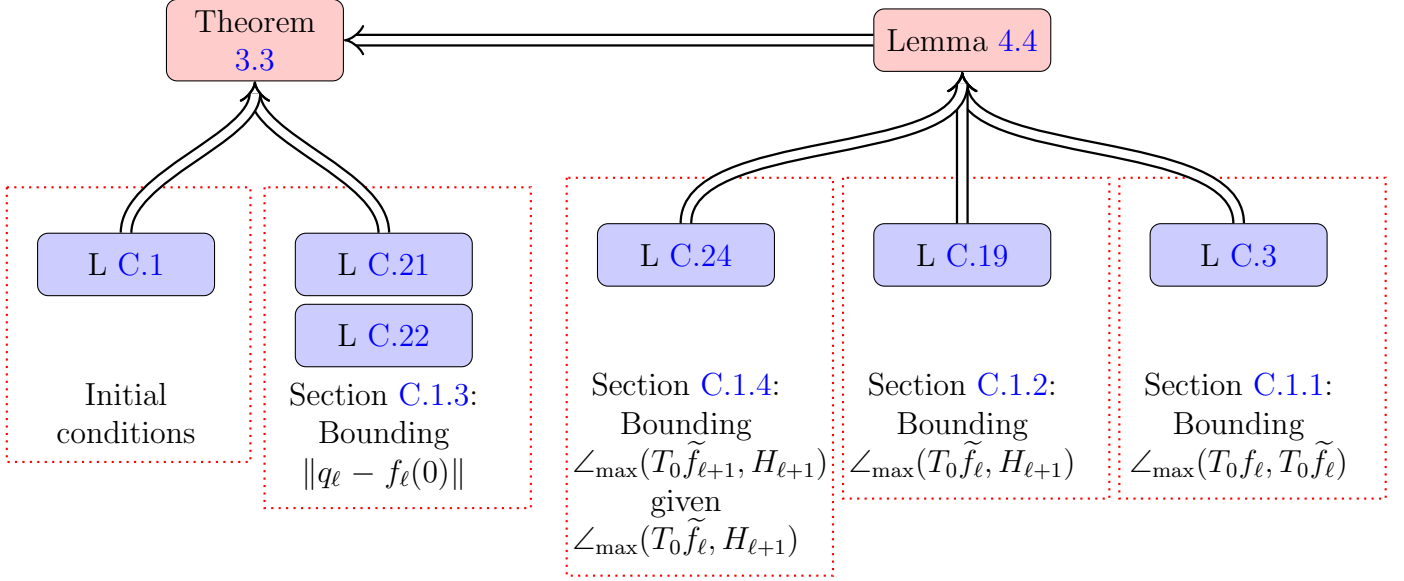 Theorem
3.3
Lemma 4.4
L C.1
L C.21
L C.22
L C.24
L C.19
L C.3
Initial
conditions
Section C.1.3:
Bounding
‖q_ℓ − f_ℓ(0)‖
Section C.1.4:
Bounding
∠_max(T_0 f̃_{ℓ+1}, H_{ℓ+1})
given
∠_max(T_0 f̃_ℓ, H_{ℓ+1})
Section C.1.2:
Bounding
∠_max(T_0 f̃_ℓ, H_{ℓ+1})
Section C.1.1:
Bounding
∠_max(T_0 f_ℓ, T_0 f̃_ℓ)